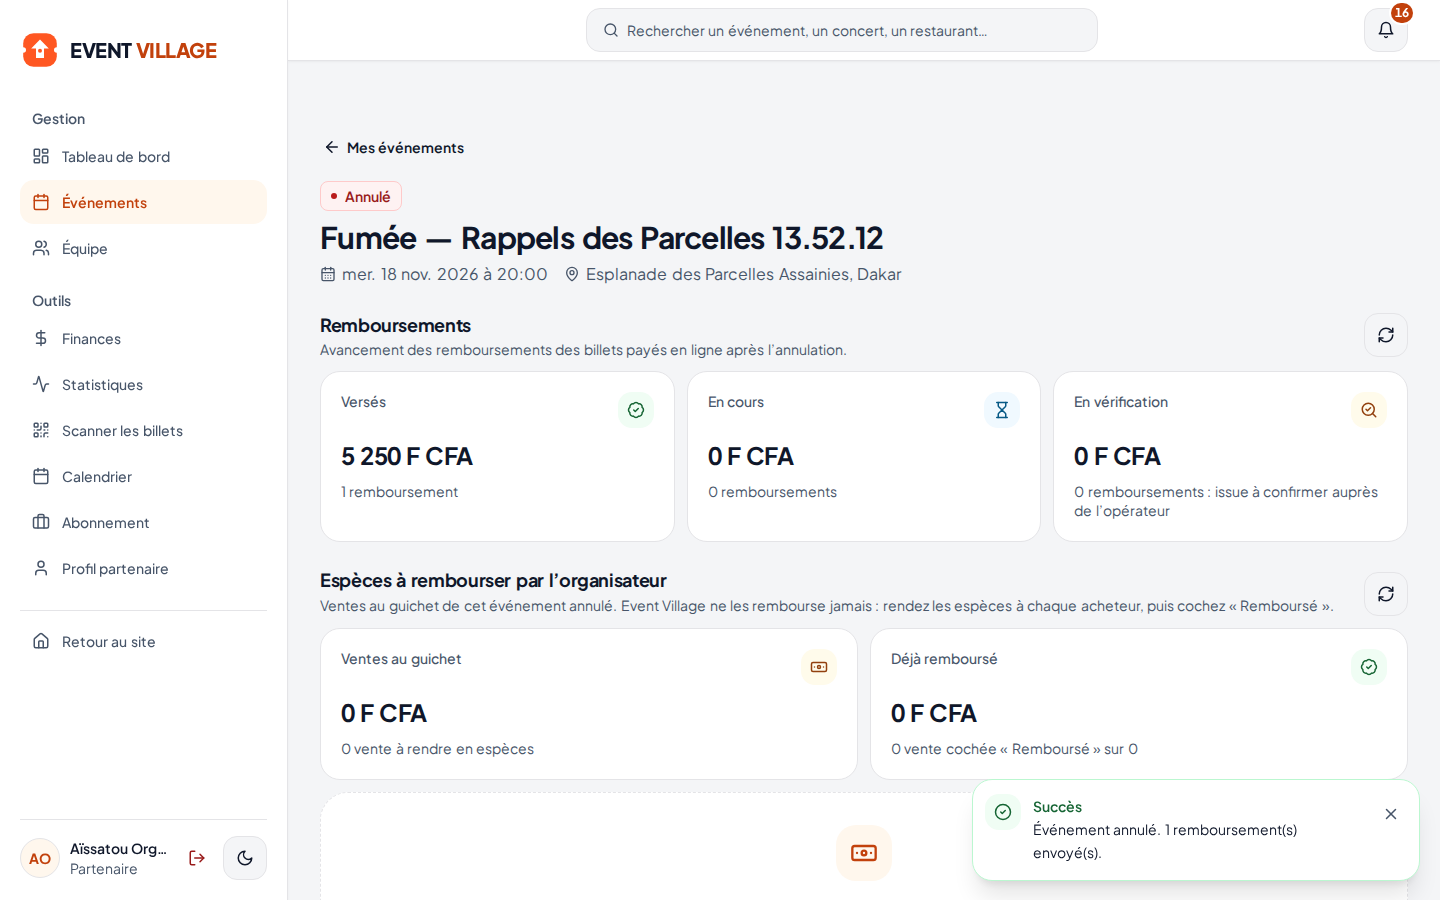 EVENT VILLAGE
Rechercher un événement, un concert, un restaurant...
16
Gestion
Tableau de bord
Événements
Équipe
Outils
Finances
Statistiques
Scanner les billets
Calendrier
Abonnement
Profil partenaire
Retour au site
AO
Aïssatou Org...
Partenaire
Mes événements
Annulé
Fumée — Rappels des Parcelles 13.52.12
mer. 18 nov. 2026 à 20:00
Esplanade des Parcelles Assainies, Dakar
Remboursements
Avancement des remboursements des billets payés en ligne après l’annulation.
Versés
5 250 F CFA
1 remboursement
En cours
0 F CFA
0 remboursements
En vérification
0 F CFA
0 remboursements : issue à confirmer auprès
de l’opérateur
Espèces à rembourser par l’organisateur
Ventes au guichet de cet événement annulé. Event Village ne les rembourse jamais : rendez les espèces à chaque acheteur, puis cochez « Remboursé ».
Ventes au guichet
0 F CFA
0 vente à rendre en espèces
Déjà remboursé
0 F CFA
0 vente cochée « Remboursé » sur 0
Succès
Événement annulé. 1 remboursement(s)
envoyé(s).